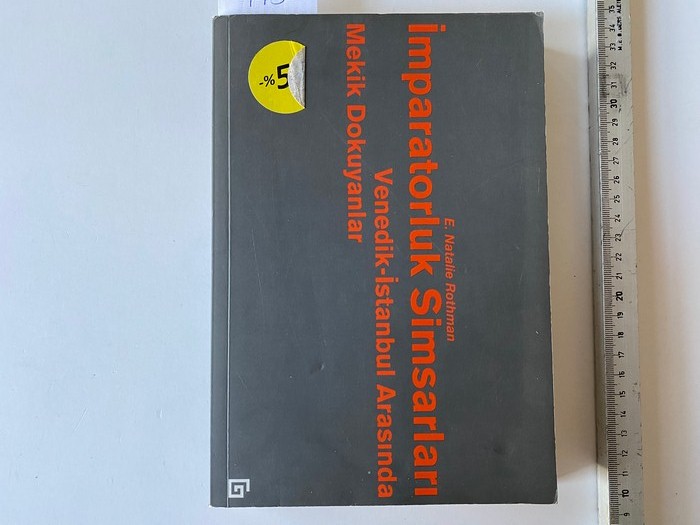 E. Natalie Rothman
İmparatorluk Simsarları
Venedik-İstanbul Arasında
Mekik Dokuyanlar
-%5